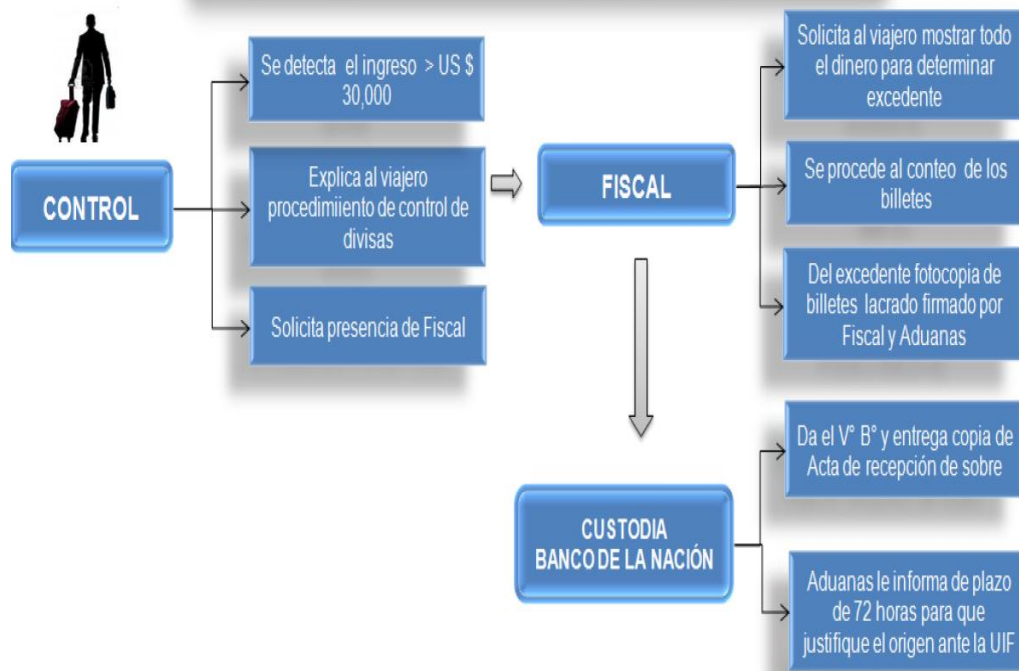 CONTROL
Se detecta el ingreso > US $
30,000
Explica al viajero
procedimiiento de control de
divisas
Solicita presencia de Fiscal
FISCAL
Solicita al viajero mostrar todo
el dinero para determinar
excedente
Se procede al conteo de los
billetes
Del excedente fotocopia de
billetes lacrado firmado por
Fiscal y Aduanas
CUSTODIA
BANCO DE LA NACIÓN
Da el V° B° y entrega copia de
Acta de recepción de sobre
Aduanas le informa de plazo
de 72 horas para que
justifique el origen ante la UIF